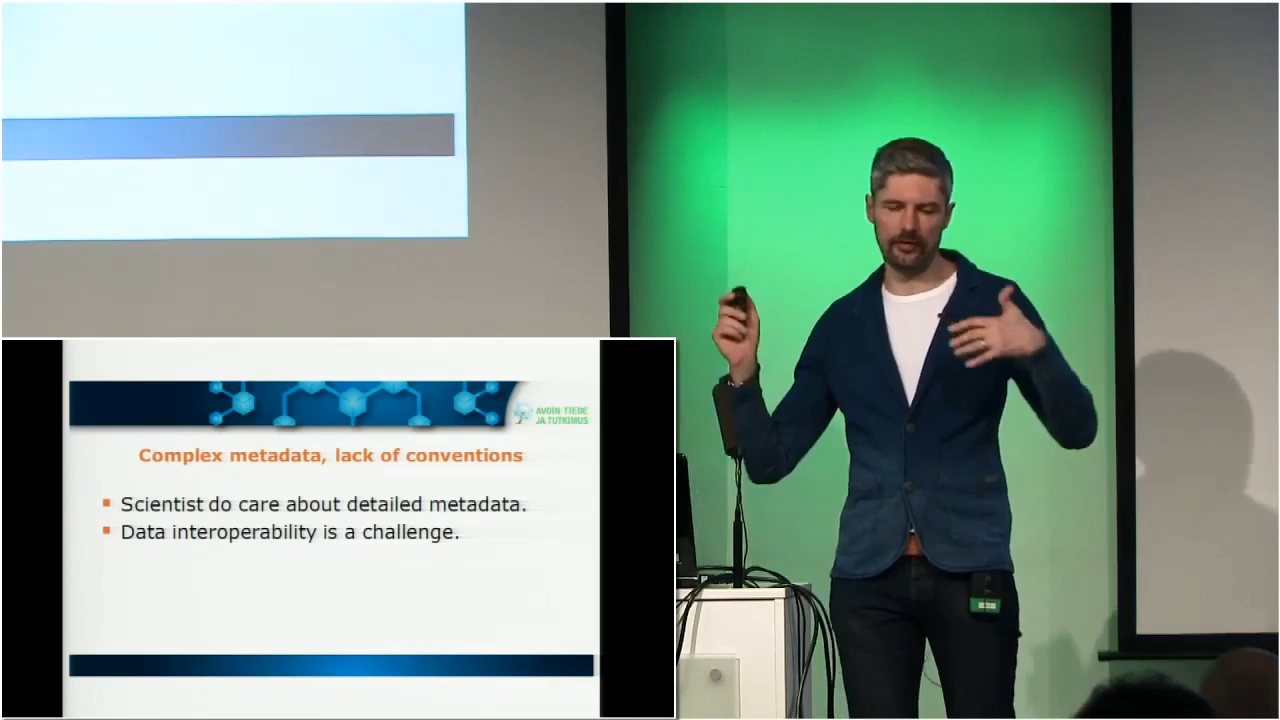 AVOIN TIEDE
JA TUTKIMUS
Complex metadata, lack of conventions
Scientist do care about detailed metadata.
Data interoperability is a challenge.